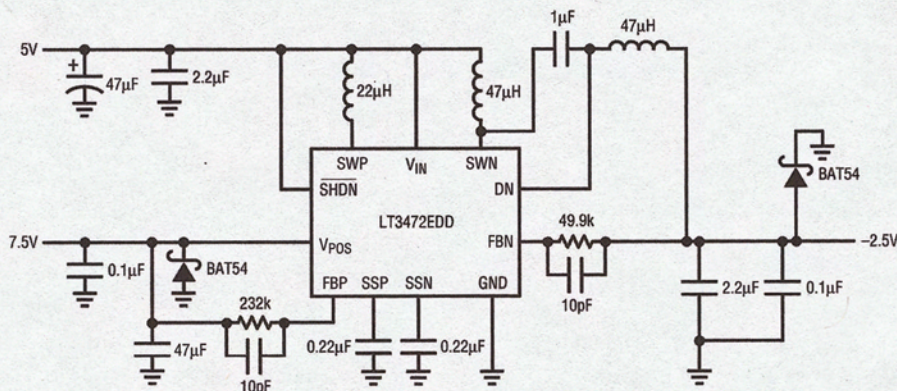 1µF
47µH
5V
+
47µF
2.2µF
22µH
47µH
SWP
VIN
SWN
SHDN
DN
BAT54
LT3472EDD
49.9k
7.5V
VPOS
FBN
–2.5V
0.1µF
BAT54
FBP
SSP
SSN
GND
232k
10pF
2.2µF
0.1µF
47µF
0.22µF
0.22µF
10pF